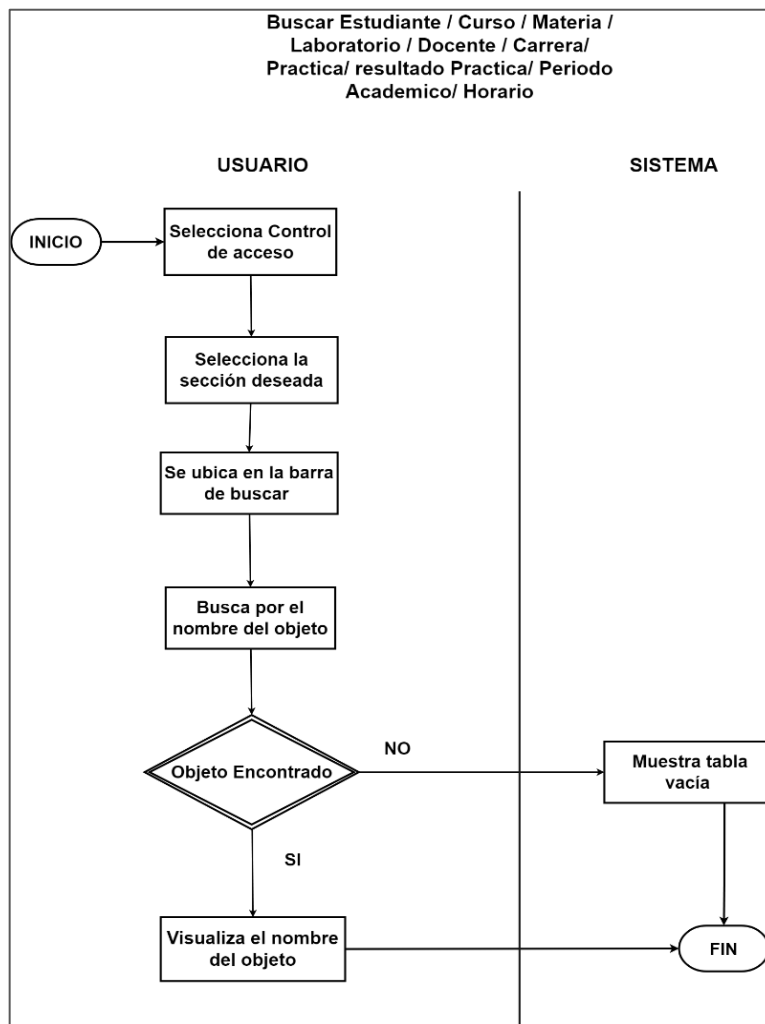 Buscar Estudiante / Curso / Materia /
Laboratorio / Docente / Carrera/
Practica/ resultado Practica/ Periodo
Academico/ Horario
USUARIO
SISTEMA
INICIO
Selecciona Control
de acceso
Selecciona la
sección deseada
Se ubica en la barra
de buscar
Busca por el
nombre del objeto
Objeto Encontrado
NO
Muestra tabla
vacía
SI
Visualiza el nombre
del objeto
FIN